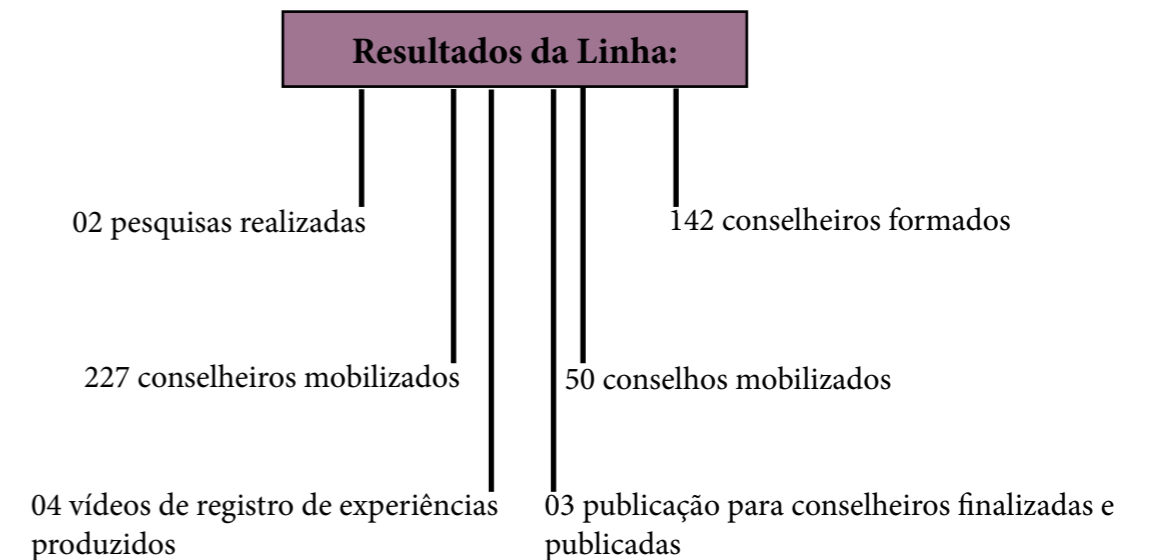 Resultados da Linha:
02 pesquisas realizadas
142 conselheiros formados
227 conselheiros mobilizados
50 conselhos mobilizados
04 vídeos de registro de experiências
produzidos
03 publicação para conselheiros finalizadas e
publicadas